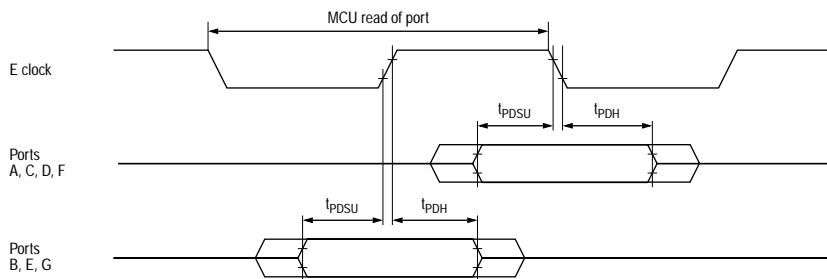 MCU read of port
E clock
tPDSU
tPDH
Ports
A, C, D, F
tPDSU
tPDH
Ports
B, E, G